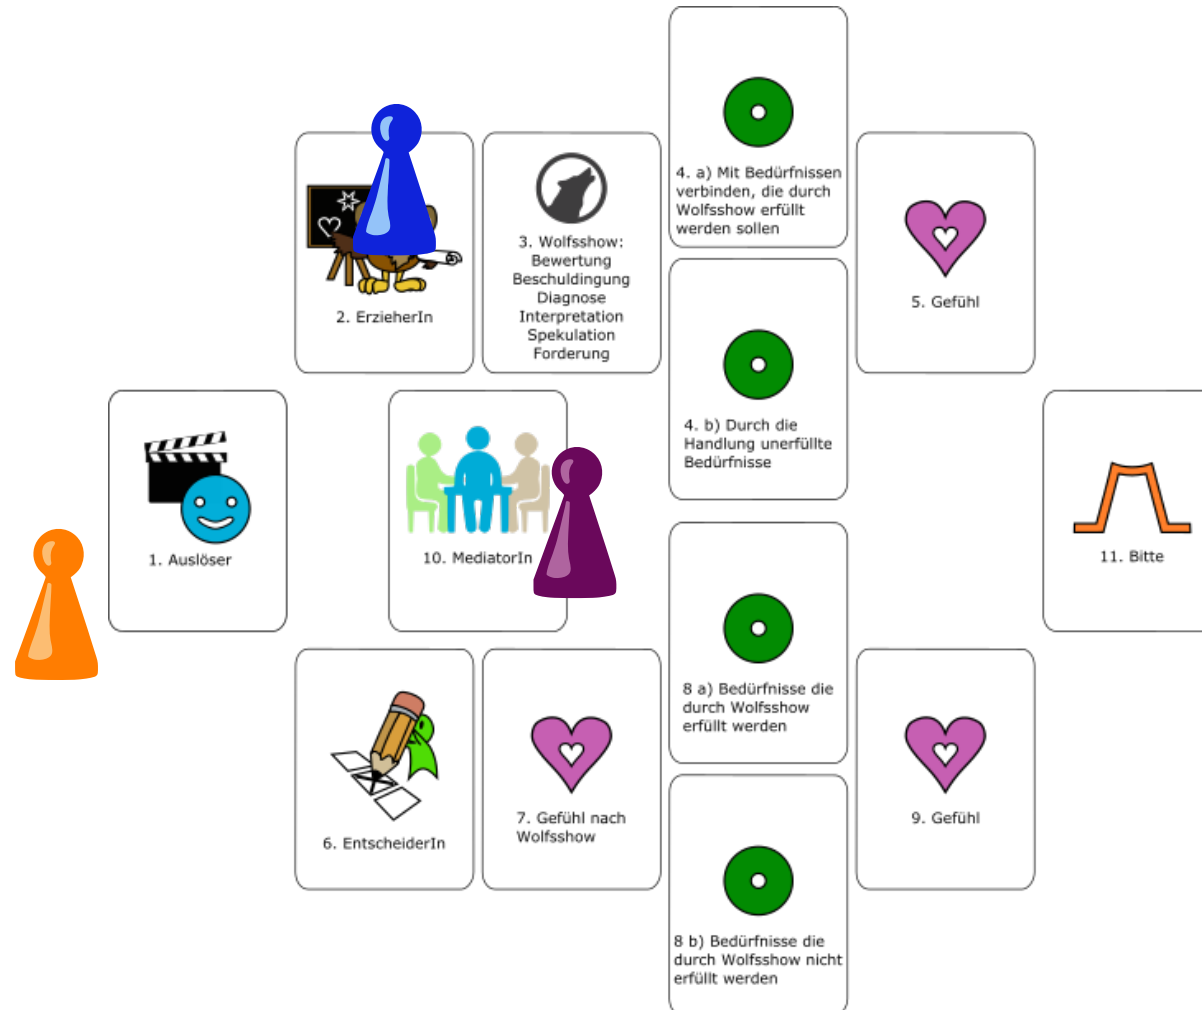 1. Auslöser
2. ErzieherIn
3. Wolfsshow:
Bewertung
Beschuldingung
Diagnose
Interpretation
Spekulation
Forderung
4. a) Mit Bedürfnissen
verbinden, die durch
Wolfsshow erfüllt
werden sollen
4. b) Durch die
Handlung unerfüllte
Bedürfnisse
5. Gefühl
6. EntscheiderIn
7. Gefühl nach
Wolfsshow
8 a) Bedürfnisse die
durch Wolfsshow
erfüllt werden
8 b) Bedürfnisse die
durch Wolfsshow nicht
erfüllt werden
9. Gefühl
10. MediatorIn
11. Bitte